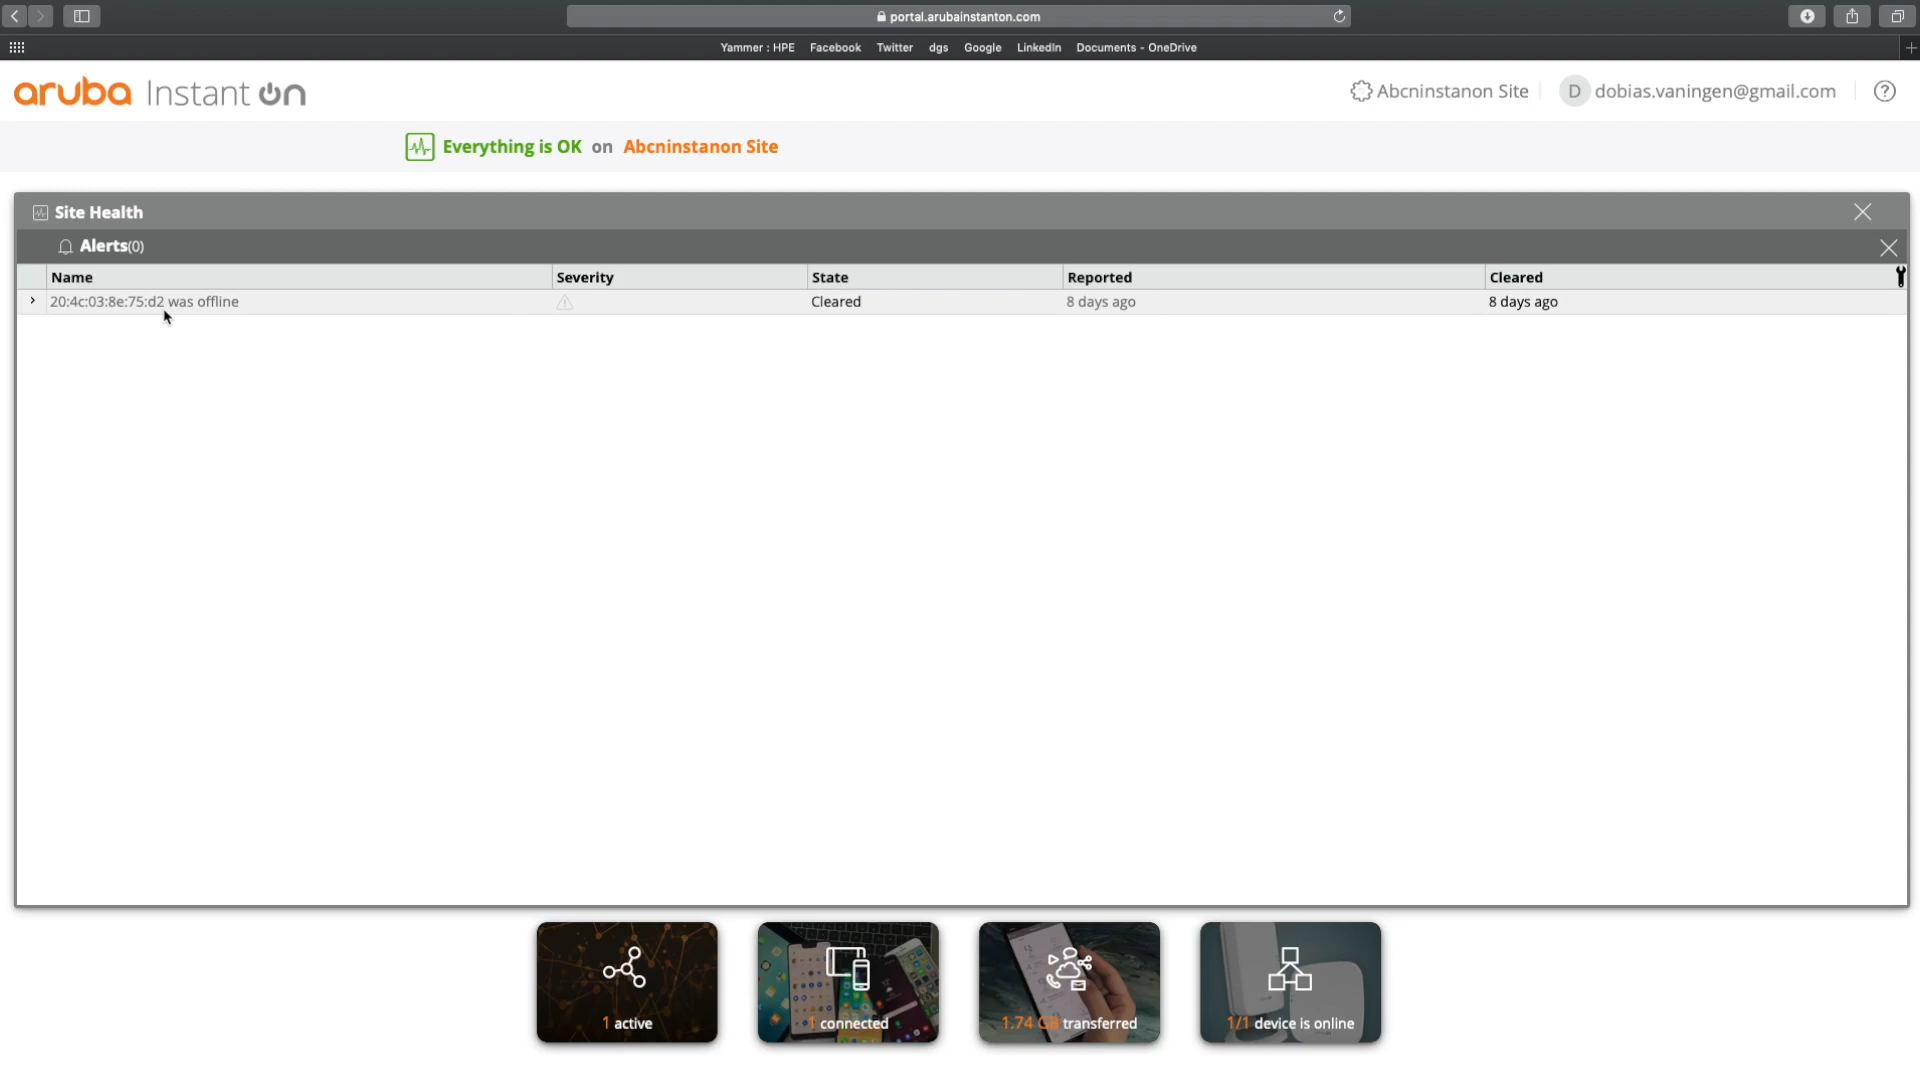 portal.arubainstanton.com
Yammer : HPE Facebook Twitter dgs Google LinkedIn Documents - OneDrive
aruba Instant On Abcninstanon Site D dobias.vaningen@gmail.com ?
Everything is OK on Abcninstanon Site
Site Health
Alerts(0)
Name Severity State Reported Cleared
20:4c:03:8e:75:d2 was offline Cleared 8 days ago 8 days ago
1 active 1 connected 1.74 GB transferred 1/1 device is online